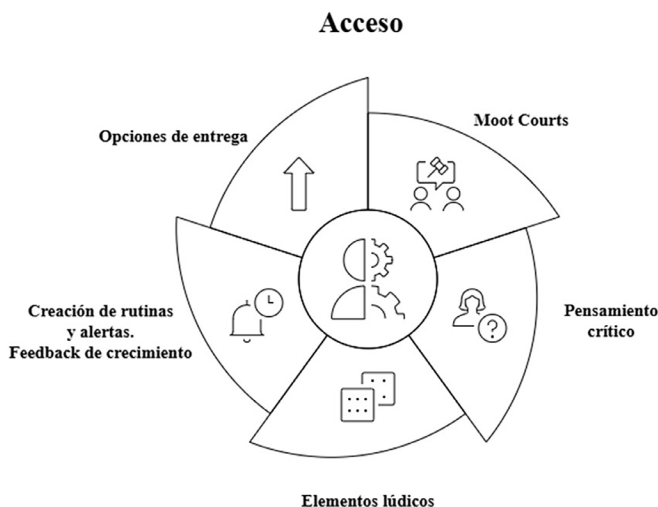 Acceso
Opciones de entrega
Moot Courts
Creación de rutinas
y alertas.
Feedback de crecimiento
Pensamiento
crítico
?
Elementos lúdicos